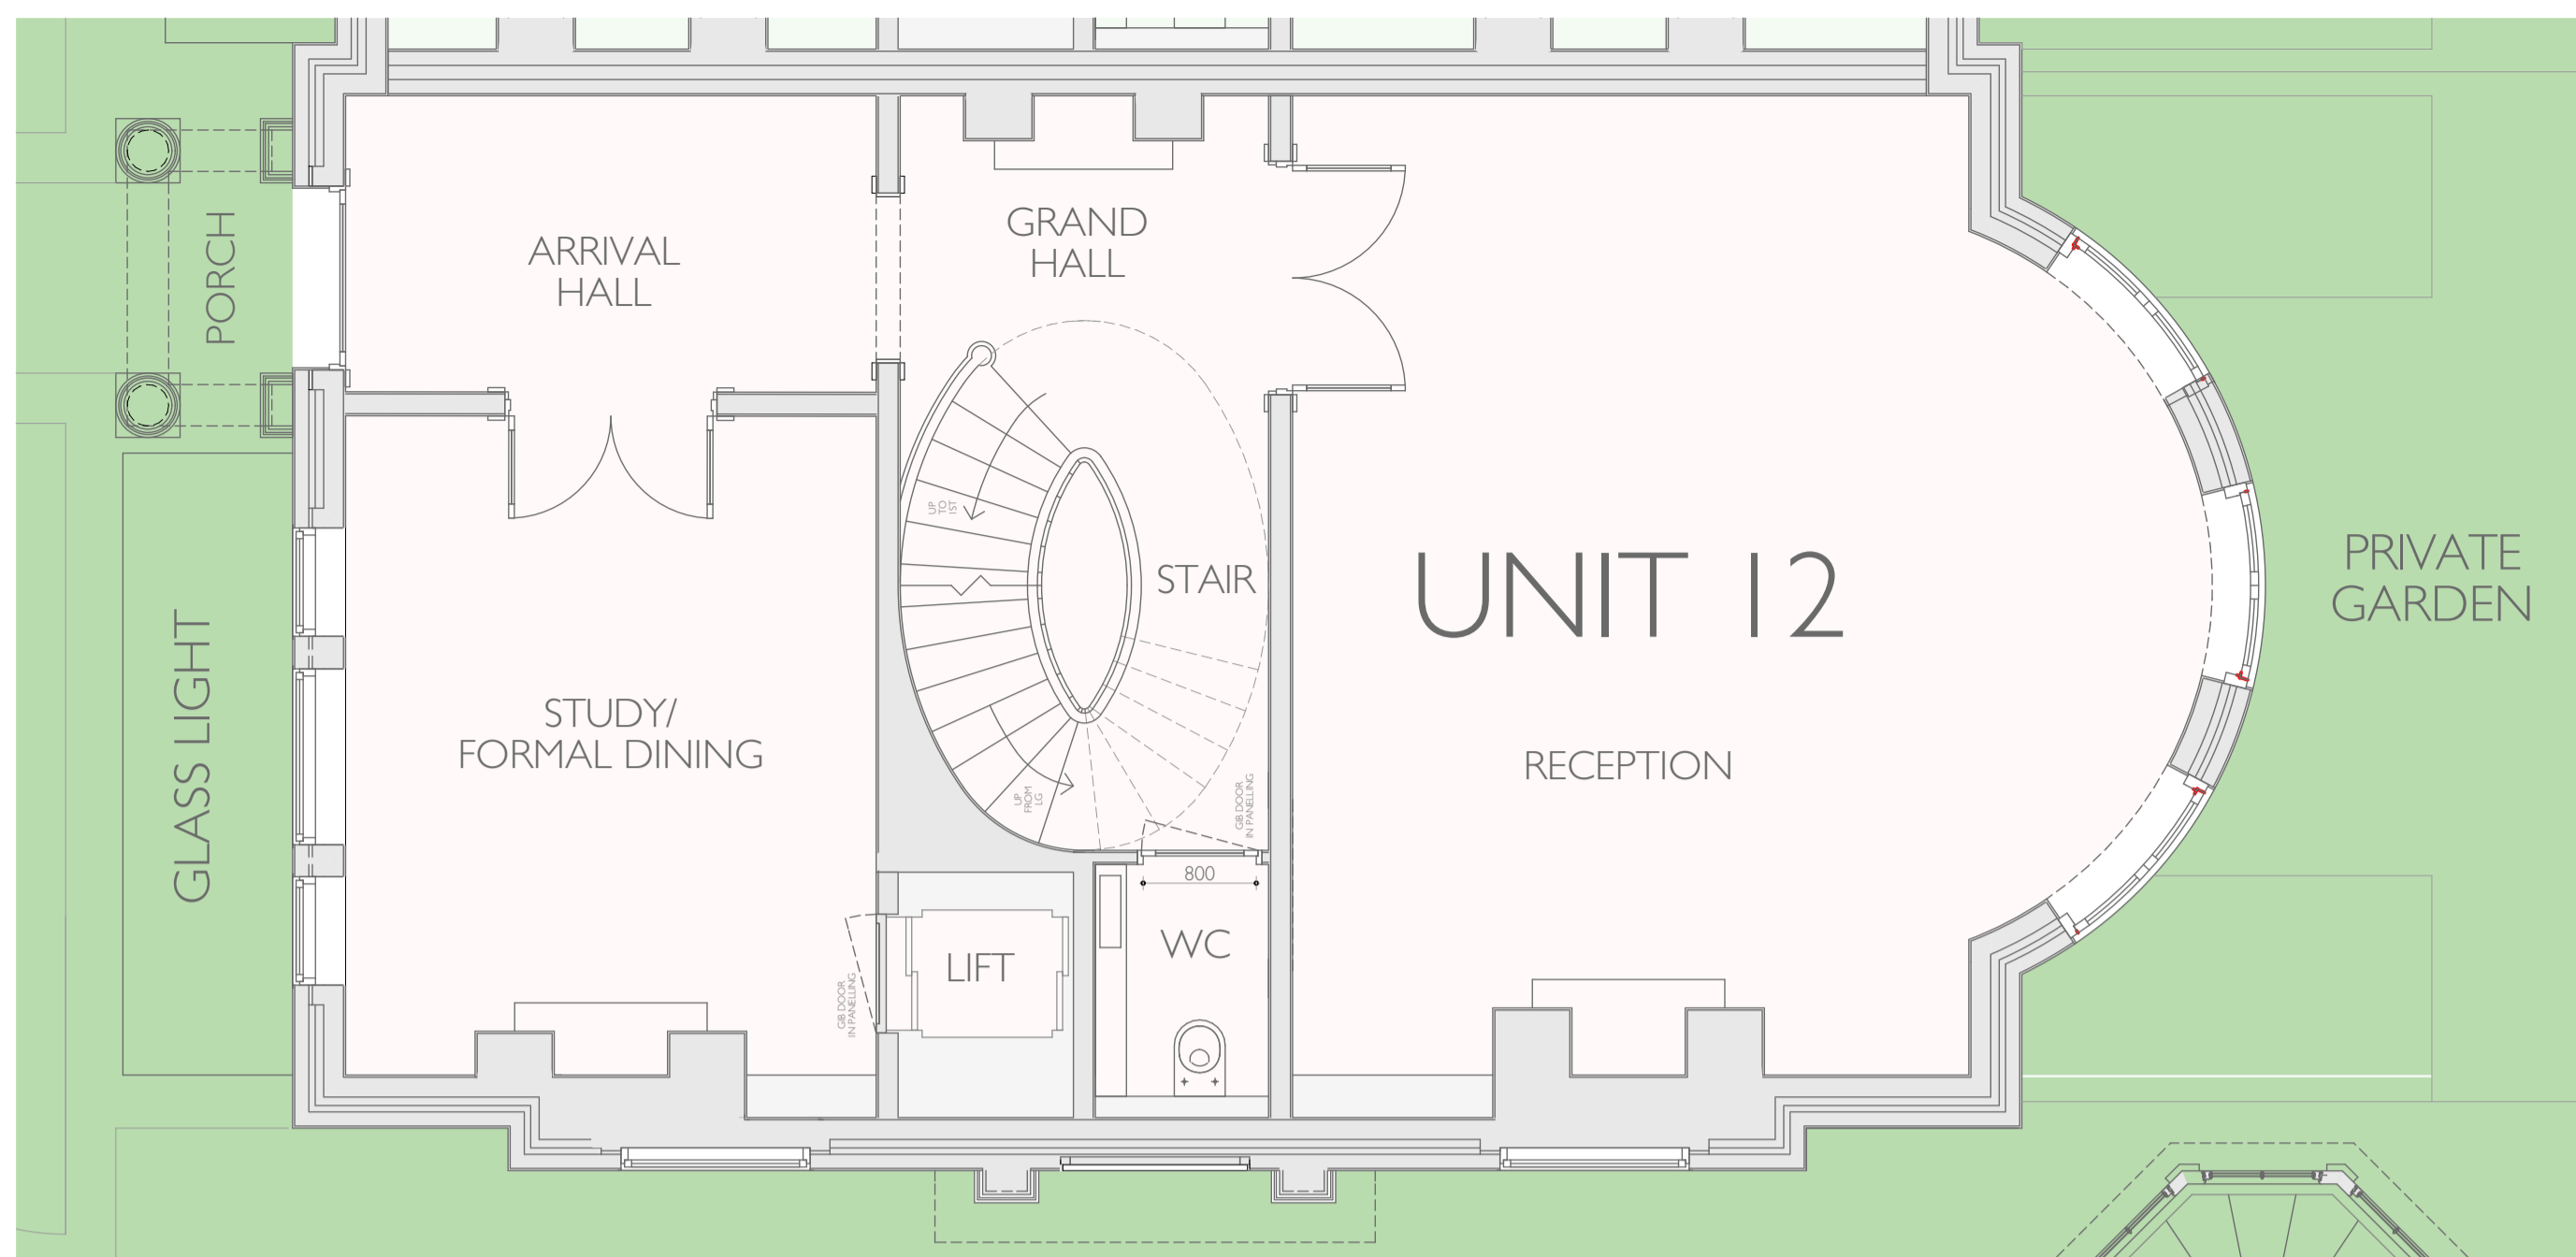 ARRIVAL
HALL
GRAND
HALL
PORCH
UP
TO
1ST
STAIR
UNIT 12
PRIVATE
GARDEN
GLASS LIGHT
STUDY/
FORMAL DINING
RECEPTION
UP
FROM
LG
GIB DOOR
IN PANELLING
800
WC
LIFT
GIB DOOR
IN PANELLING